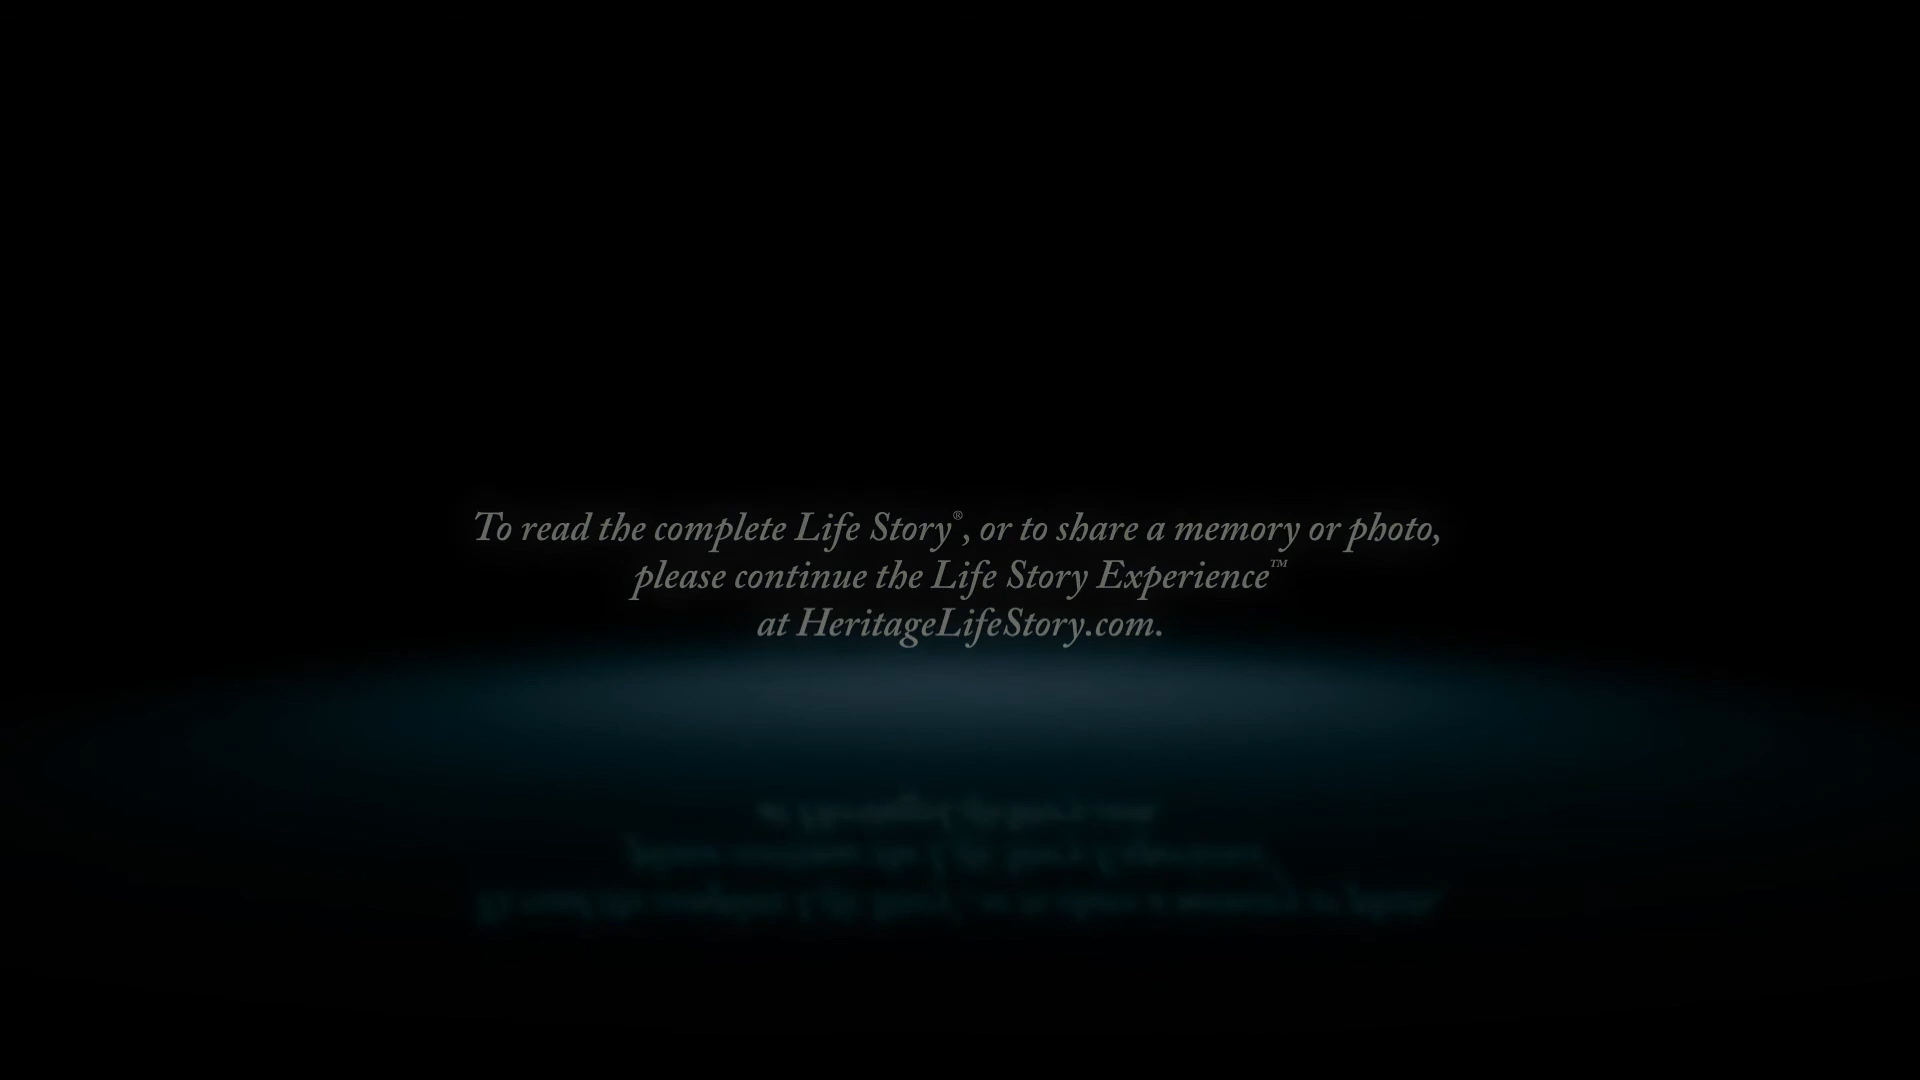 To read the complete Life Story®, or to share a memory or photo,
please continue the Life Story Experience™
at HeritageLifeStory.com.